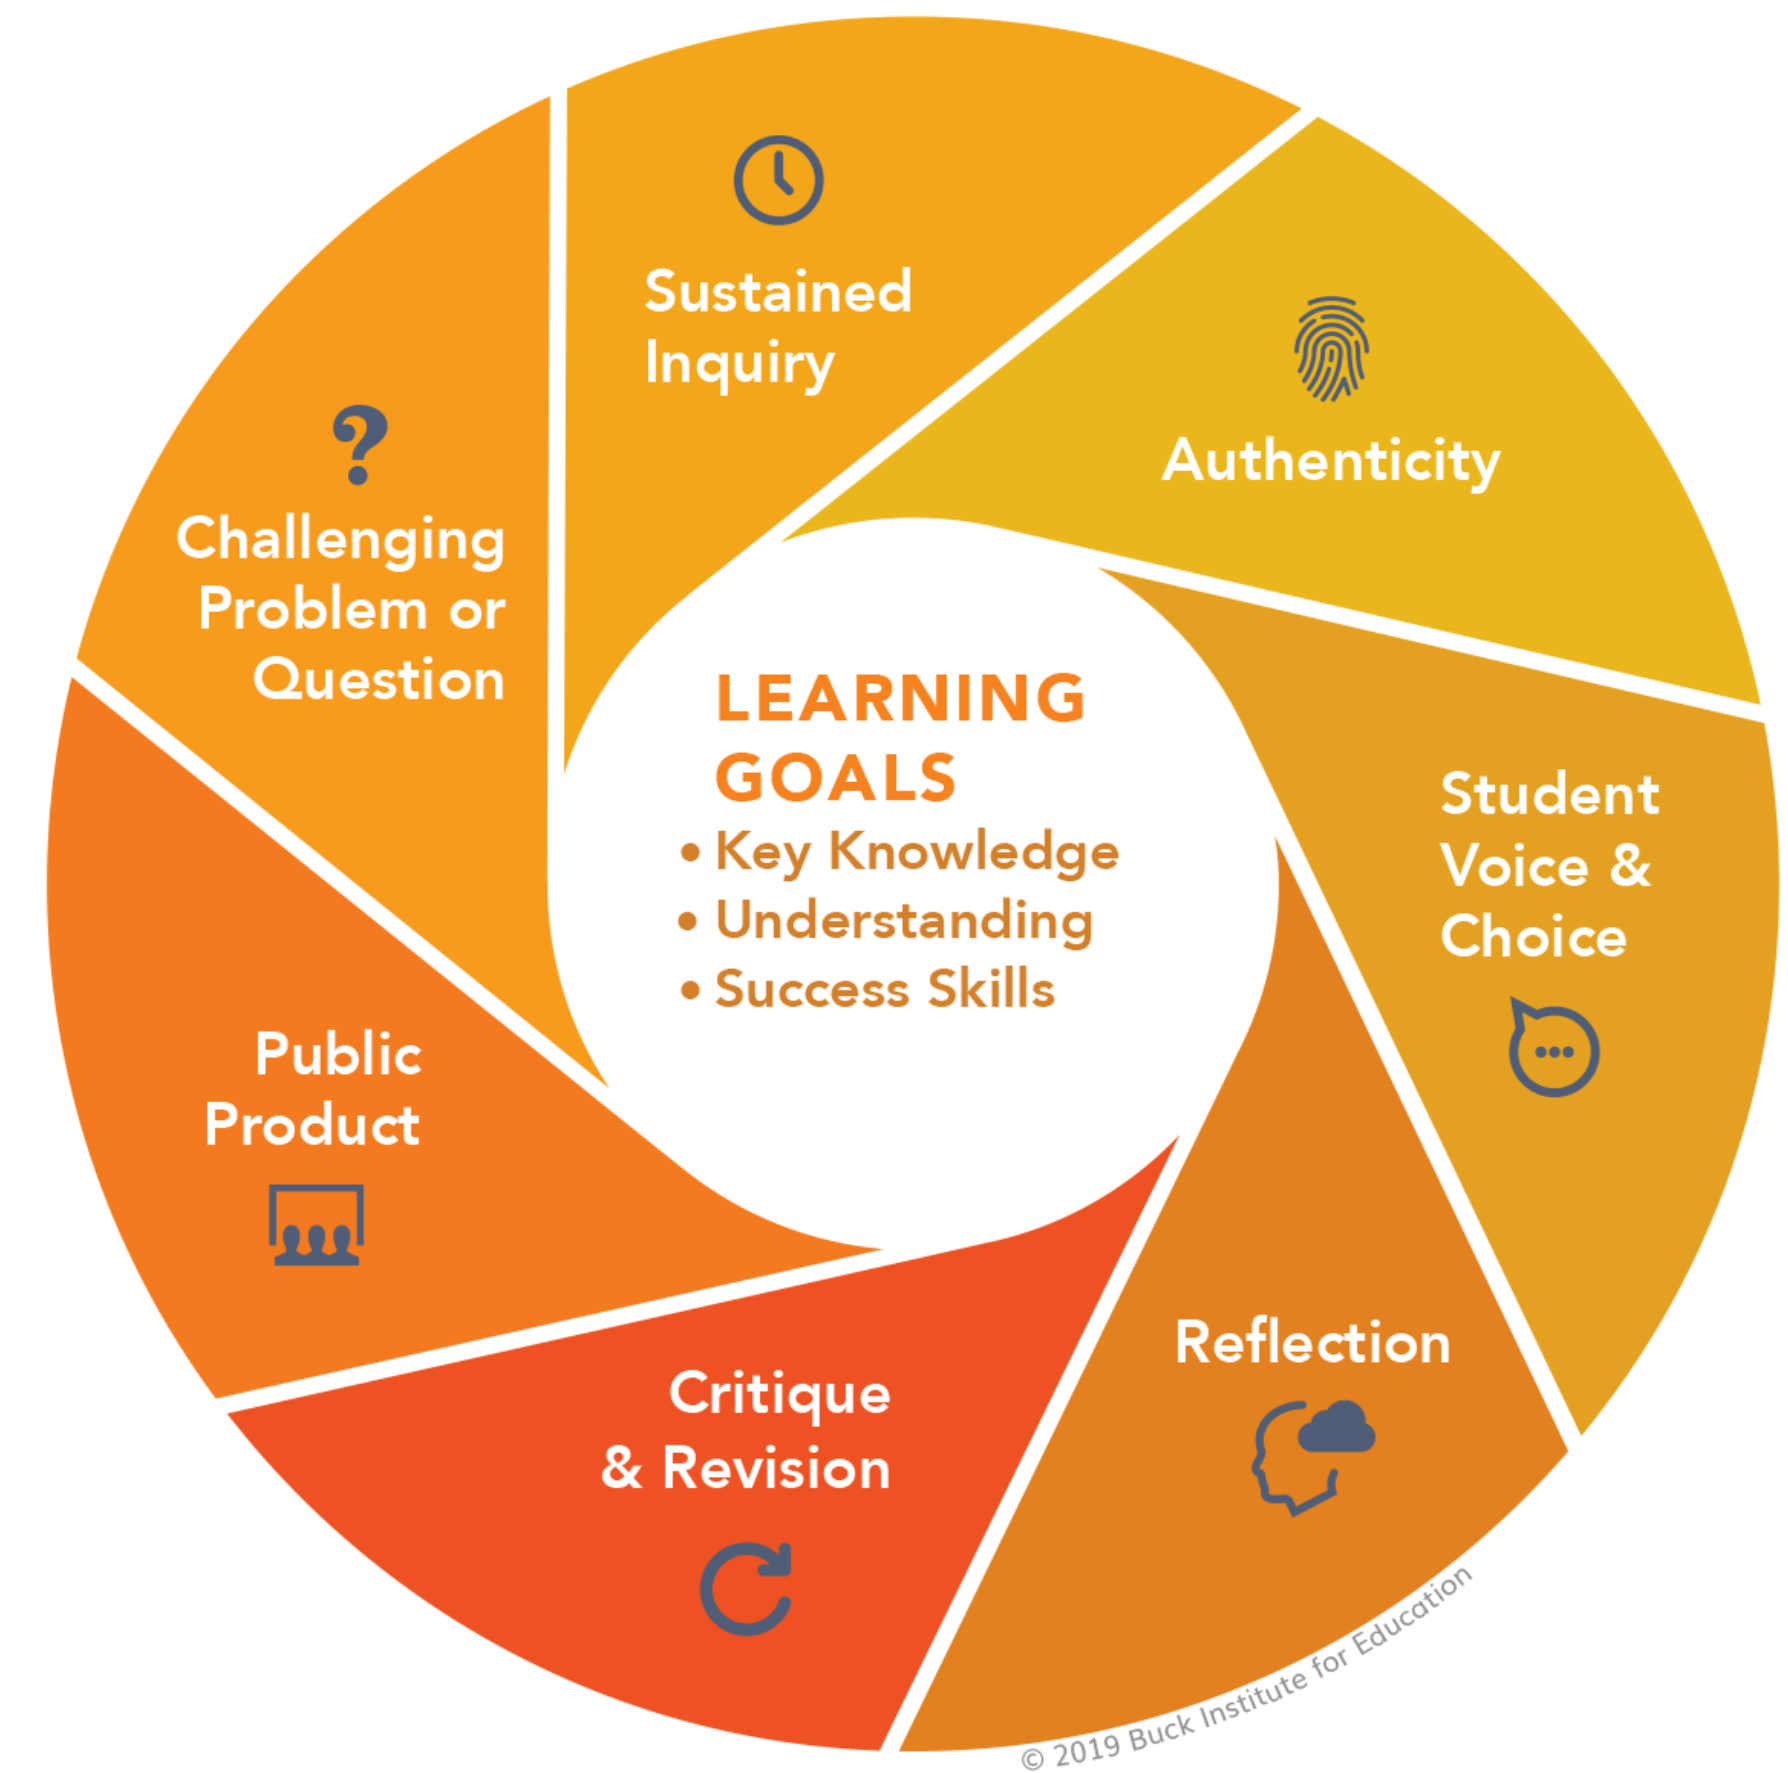 Sustained
Inquiry
Authenticity
Challenging
Problem or
Question
LEARNING
GOALS
• Key Knowledge
• Understanding
• Success Skills
Student
Voice &
Choice
Public
Product
Reflection
Critique
& Revision
© 2019 Buck Institute for Education